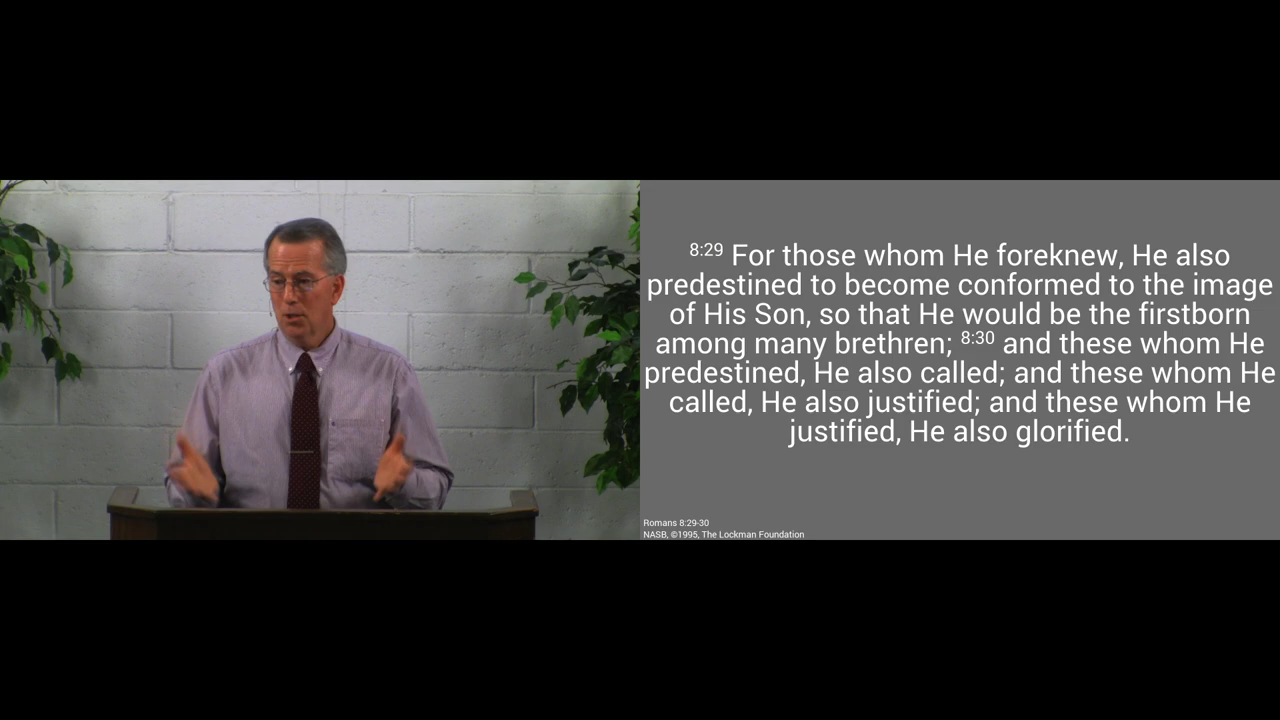 8:29 For those whom He foreknew, He also
predestined to become conformed to the image
of His Son, so that He would be the firstborn
among many brethren; 8:30 and these whom He
predestined, He also called; and these whom He
called, He also justified; and these whom He
justified, He also glorified.
Romans 8:29-30
NASB, ©1995, The Lockman Foundation